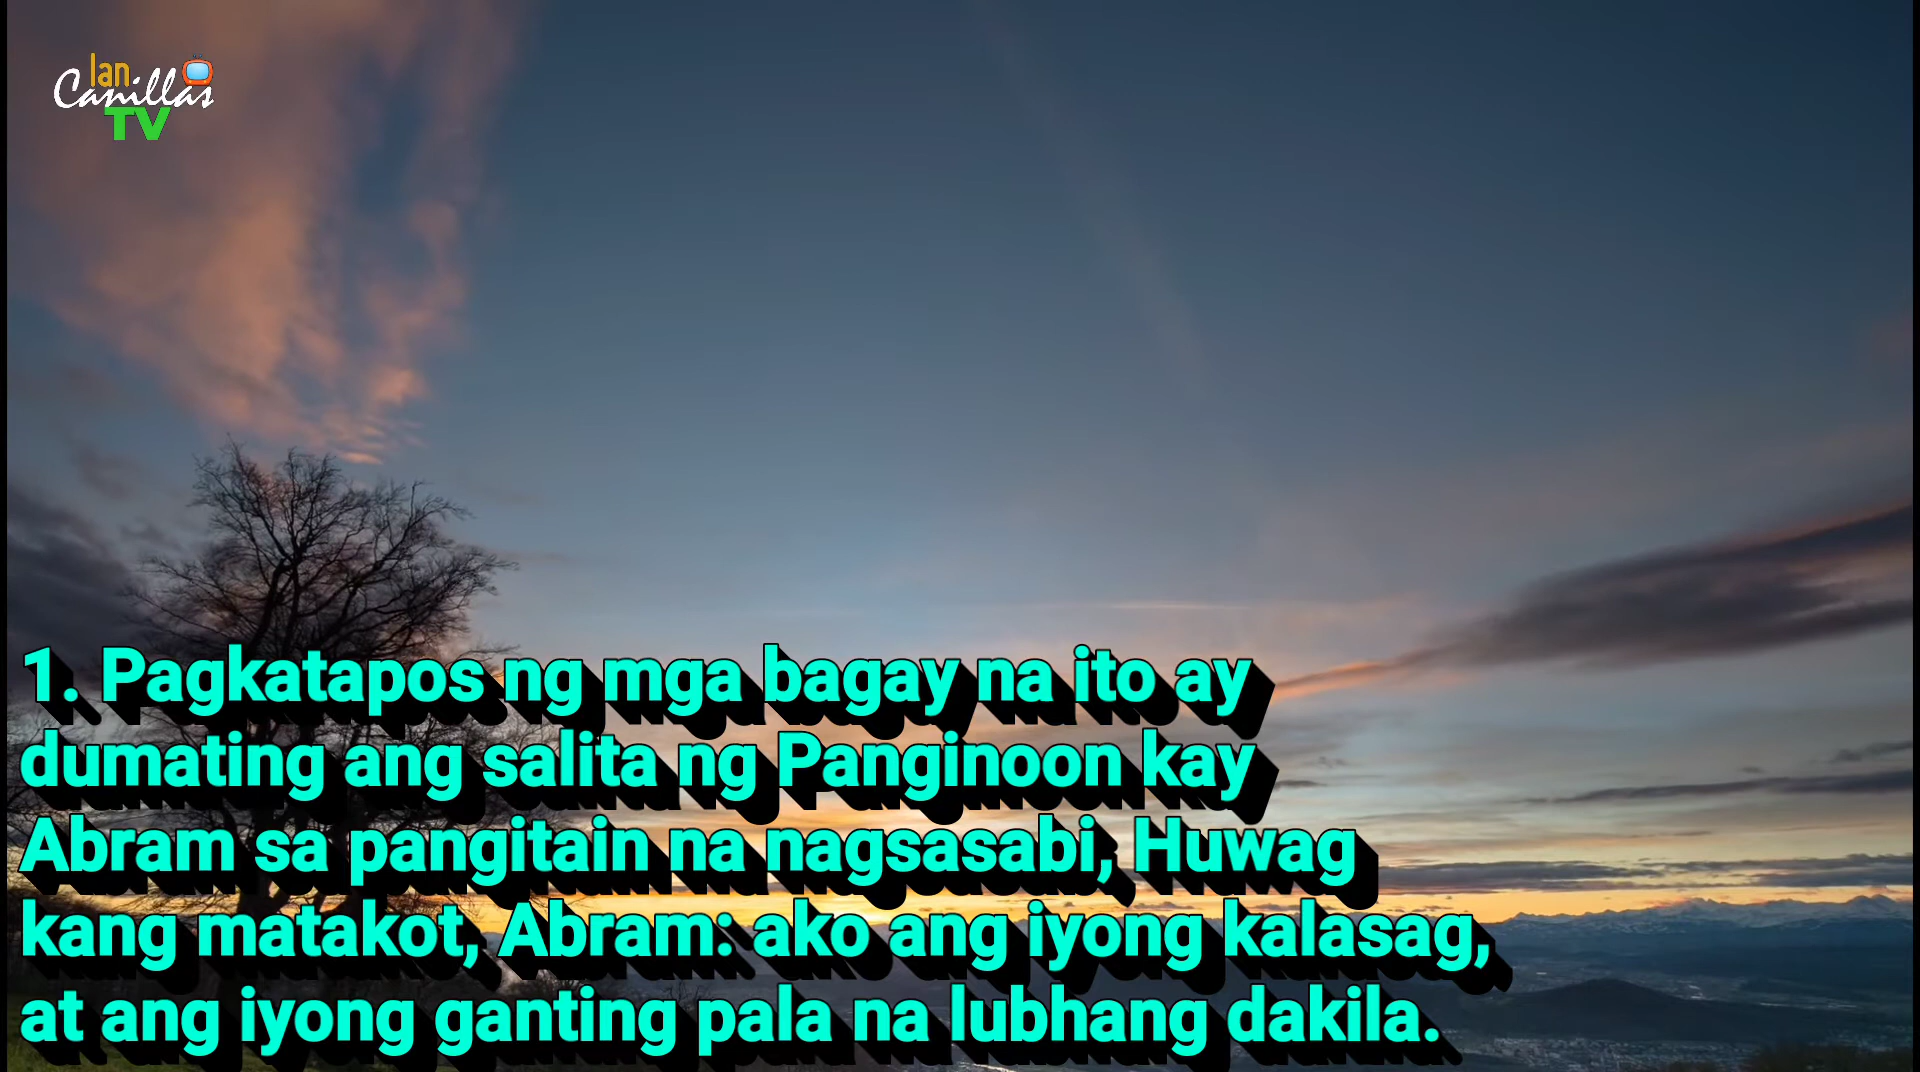 Ian
Canillas
TV
1. Pagkatapos ng mga bagay na ito ay
dumating ang salita ng Panginoon kay
Abram sa pangitain na nagsasabi, Huwag
kang matakot, Abram: ako ang iyong kalasag,
at ang iyong ganting pala na lubhang dakila.